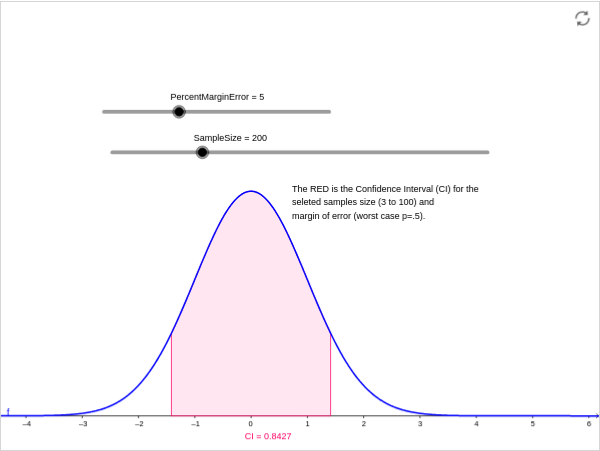 PercentMarginError = 5
SampleSize = 200
The RED is the Confidence Interval (CI) for the
seleted samples size (3 to 100) and
margin of error (worst case p=.5).
f
–4 –3 –2 –1 0 1 2 3 4 5 6
CI = 0.8427